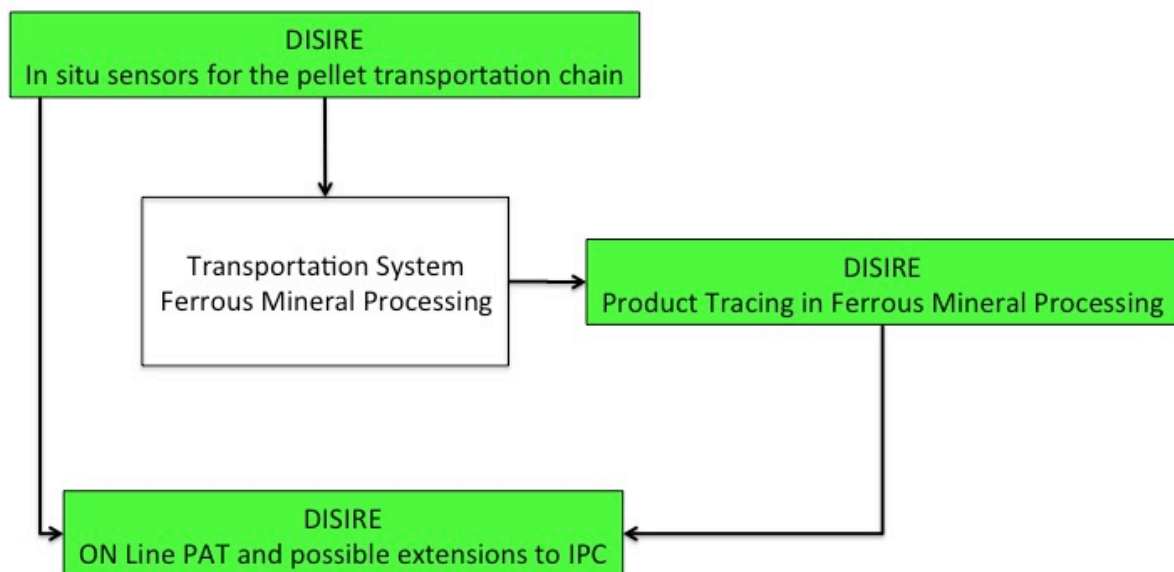 DISIRE
In situ sensors for the pellet transportation chain
Transportation System
Ferrous Mineral Processing
DISIRE
Product Tracing in Ferrous Mineral Processing
DISIRE
ON Line PAT and possible extensions to IPC